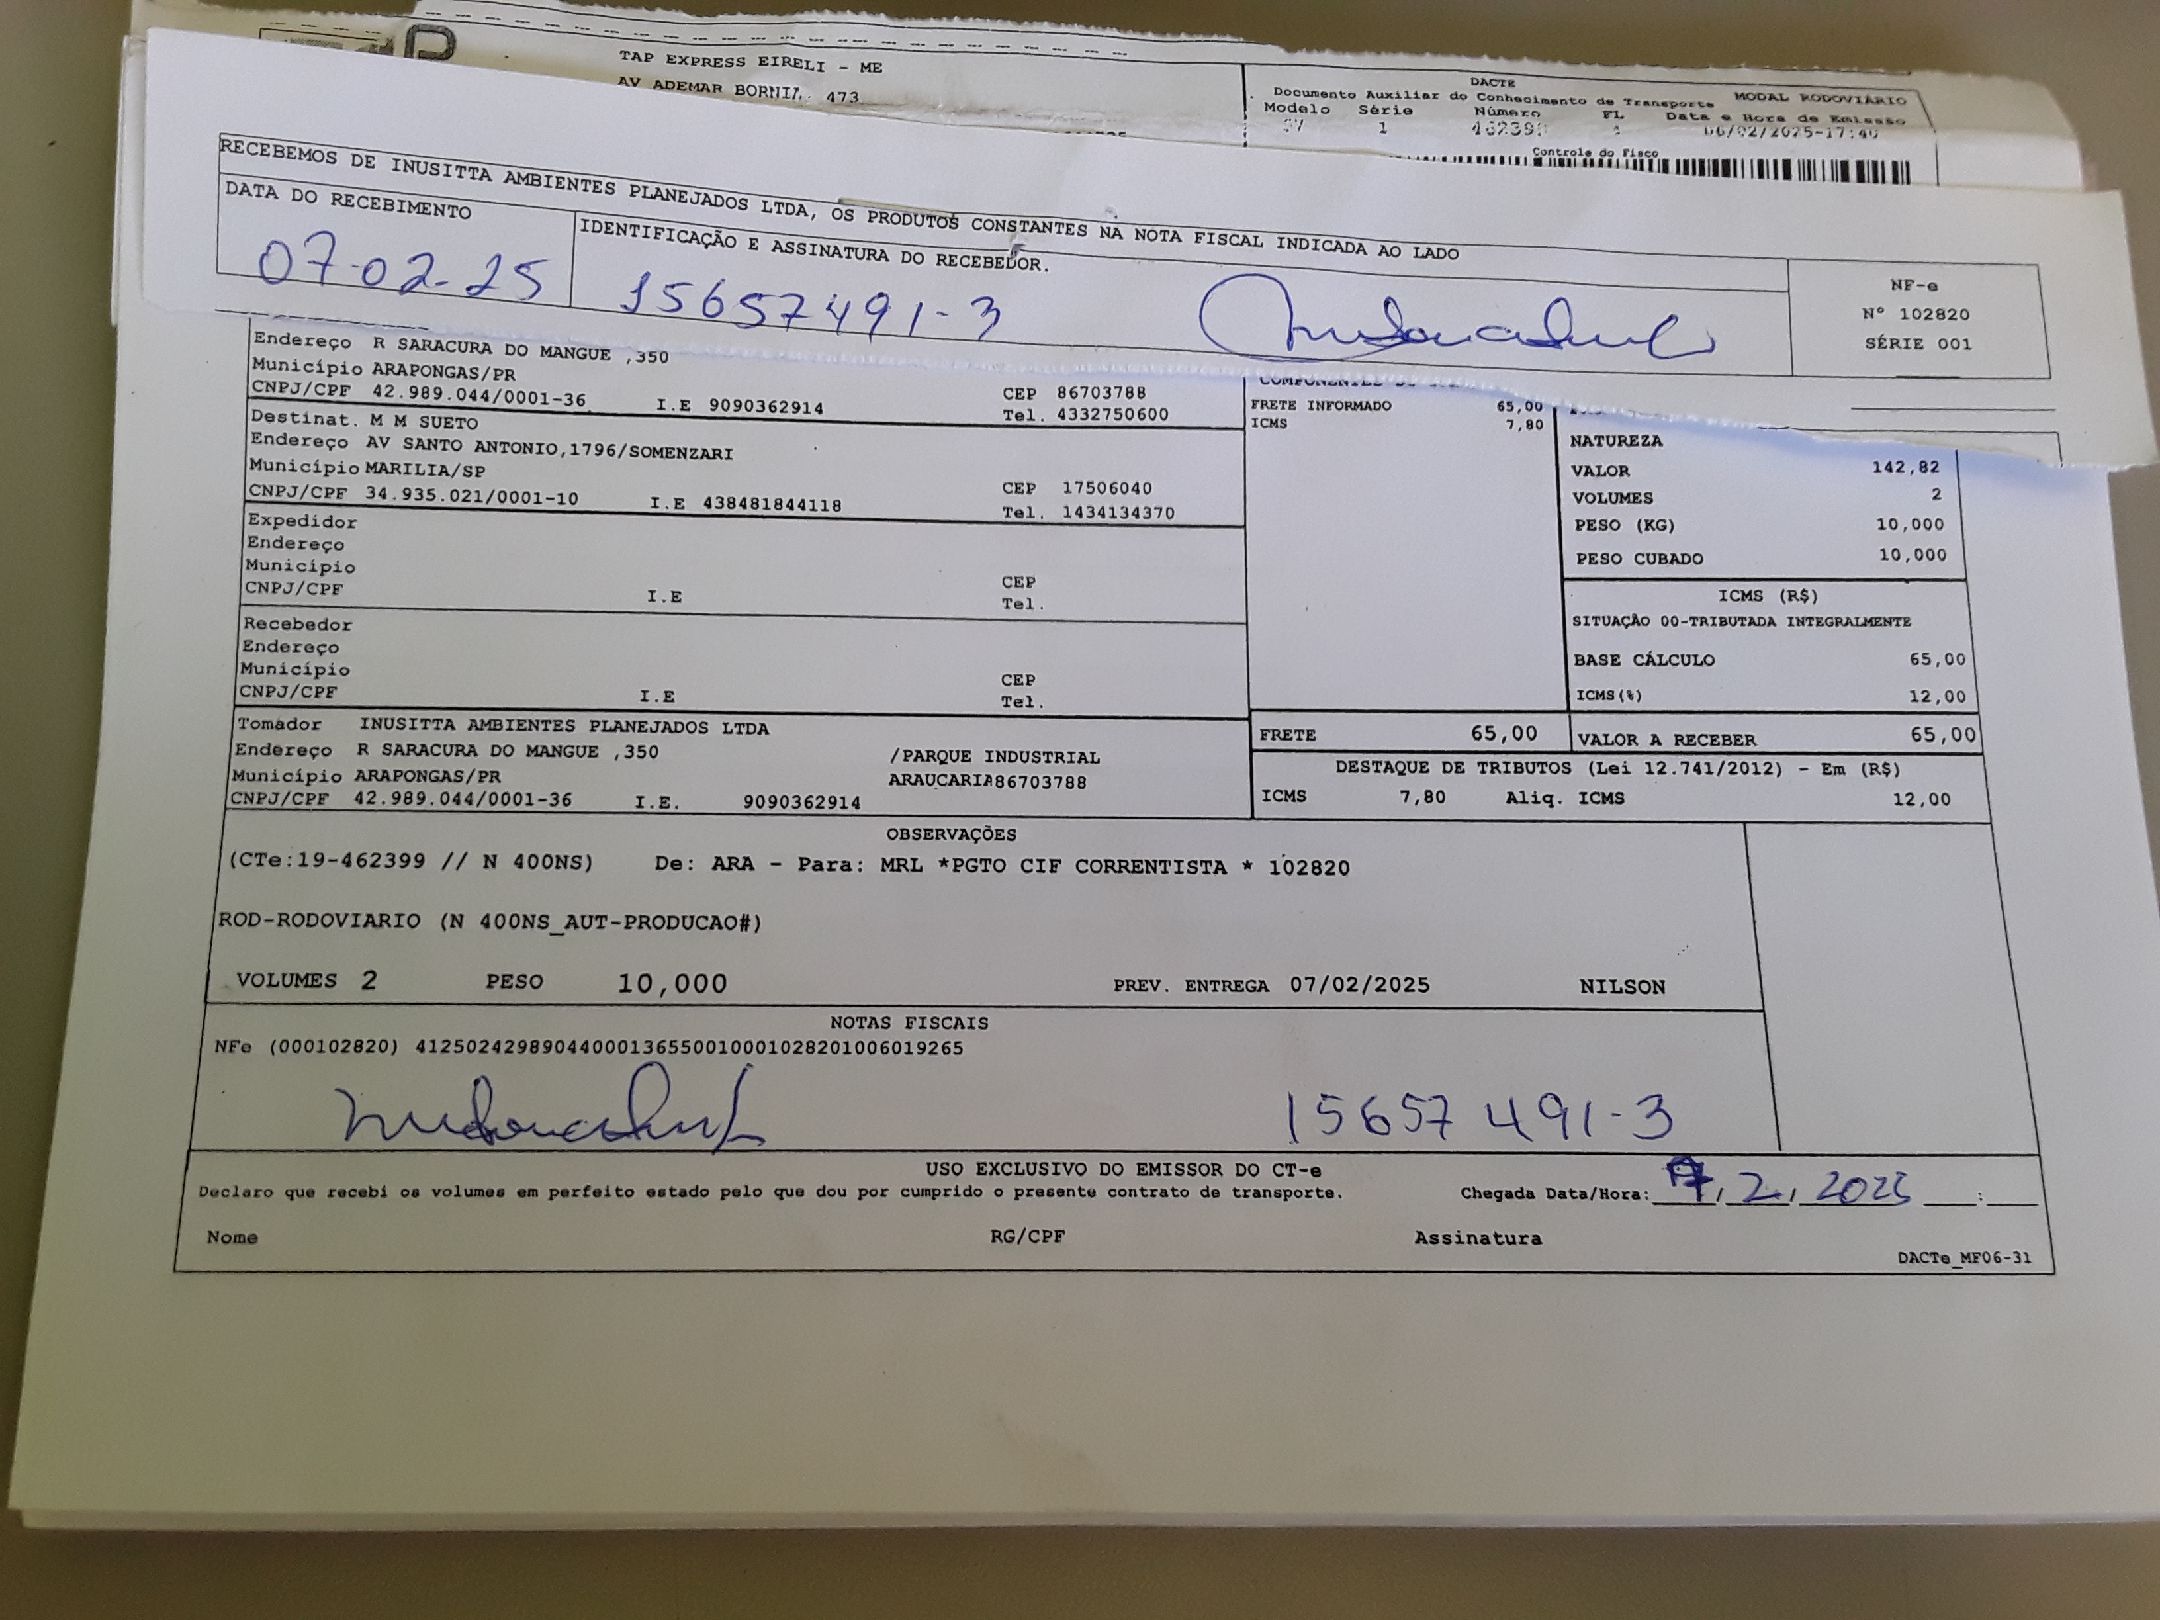 TAP EXPRESS EIRELI - ME
AV ADEMAR BORNIA, 473
DACTE
Documento Auxiliar do Conhecimento de Transporte MODAL RODOVIÁRIO
Modelo Série Número FL Data e Hora de Emissão
57 1 06/02/2025-17:40
Controle do Fisco
RECEBEMOS DE INUSITTA AMBIENTES PLANEJADOS LTDA, OS PRODUTOS CONSTANTES NA NOTA FISCAL INDICADA AO LADO
DATA DO RECEBIMENTO
07-02-25
IDENTIFICAÇÃO E ASSINATURA DO RECEBEDOR.
15657491-3
NF-e
Nº 102820
SÉRIE 001
Endereço R SARACURA DO MANGUE ,350
Município ARAPONGAS/PR CEP 86703788
CNPJ/CPF 42.989.044/0001-36 I.E 9090362914 Tel. 4332750600
Destinat. M M SUETO
Endereço AV SANTO ANTONIO,1796/SOMENZARI
Município MARILIA/SP CEP 17506040
CNPJ/CPF 34.935.021/0001-10 I.E 438481844118 Tel. 1434134370
Expedidor
Endereço
Município CEP
CNPJ/CPF I.E Tel.
Recebedor
Endereço
Município CEP
CNPJ/CPF I.E Tel.
Tomador INUSITTA AMBIENTES PLANEJADOS LTDA
Endereço R SARACURA DO MANGUE ,350 /PARQUE INDUSTRIAL
Município ARAPONGAS/PR ARAUCARIA86703788
CNPJ/CPF 42.989.044/0001-36 I.E. 9090362914
FRETE INFORMADO 65,00
ICMS 7,80
NATUREZA
VALOR 142,82
VOLUMES 2
PESO (KG) 10,000
PESO CUBADO 10,000
ICMS (R$)
SITUAÇÃO 00-TRIBUTADA INTEGRALMENTE
BASE CÁLCULO 65,00
ICMS(%) 12,00
FRETE 65,00 VALOR A RECEBER 65,00
DESTAQUE DE TRIBUTOS (Lei 12.741/2012) - Em (R$)
ICMS 7,80 Aliq. ICMS 12,00
OBSERVAÇÕES
(CTe:19-462399 // N 400NS) De: ARA - Para: MRL *PGTO CIF CORRENTISTA * 102820
ROD-RODOVIARIO (N 400NS_AUT-PRODUCAO#)
VOLUMES 2 PESO 10,000 PREV. ENTREGA 07/02/2025 NILSON
NOTAS FISCAIS
NFe (000102820) 41250242989044000136550010001028201006019265
15657491-3
USO EXCLUSIVO DO EMISSOR DO CT-e
Declaro que recebi os volumes em perfeito estado pelo que dou por cumprido o presente contrato de transporte. Chegada Data/Hora: 7/2/2025 :
Nome RG/CPF Assinatura
DACTe_MF06-31